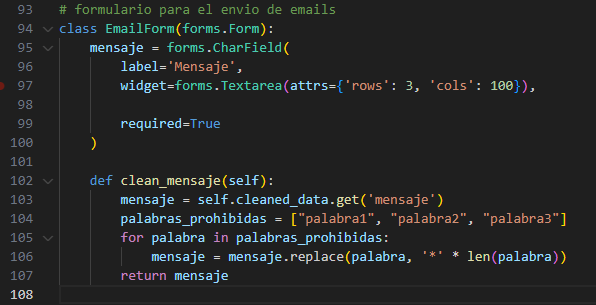 93 # formulario para el envio de emails
94 class EmailForm(forms.Form):
95     mensaje = forms.CharField(
96         label='Mensaje',
97         widget=forms.Textarea(attrs={'rows': 3, 'cols': 100}),
98
99         required=True
100     )
101
102     def clean_mensaje(self):
103         mensaje = self.cleaned_data.get('mensaje')
104         palabras_prohibidas = ["palabra1", "palabra2", "palabra3"]
105         for palabra in palabras_prohibidas:
106             mensaje = mensaje.replace(palabra, '*' * len(palabra))
107         return mensaje
108